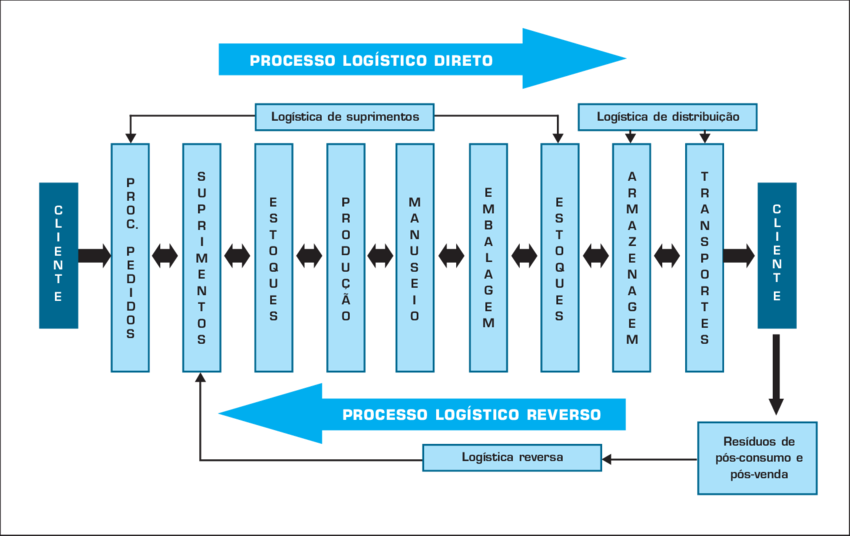 PROCESSO LOGÍSTICO DIRETO
Logística de suprimentos
Logística de distribuição
CLIENTE
PROC. PEDIDOS
SUPRIMENTOS
ESTOQUES
PRODUÇÃO
MANUSEIO
EMBALAGEM
ESTOQUES
ARMAZENAGEM
TRANSPORTES
CLIENTE
PROCESSO LOGÍSTICO REVERSO
Logística reversa
Resíduos de
pós-consumo e
pós-venda